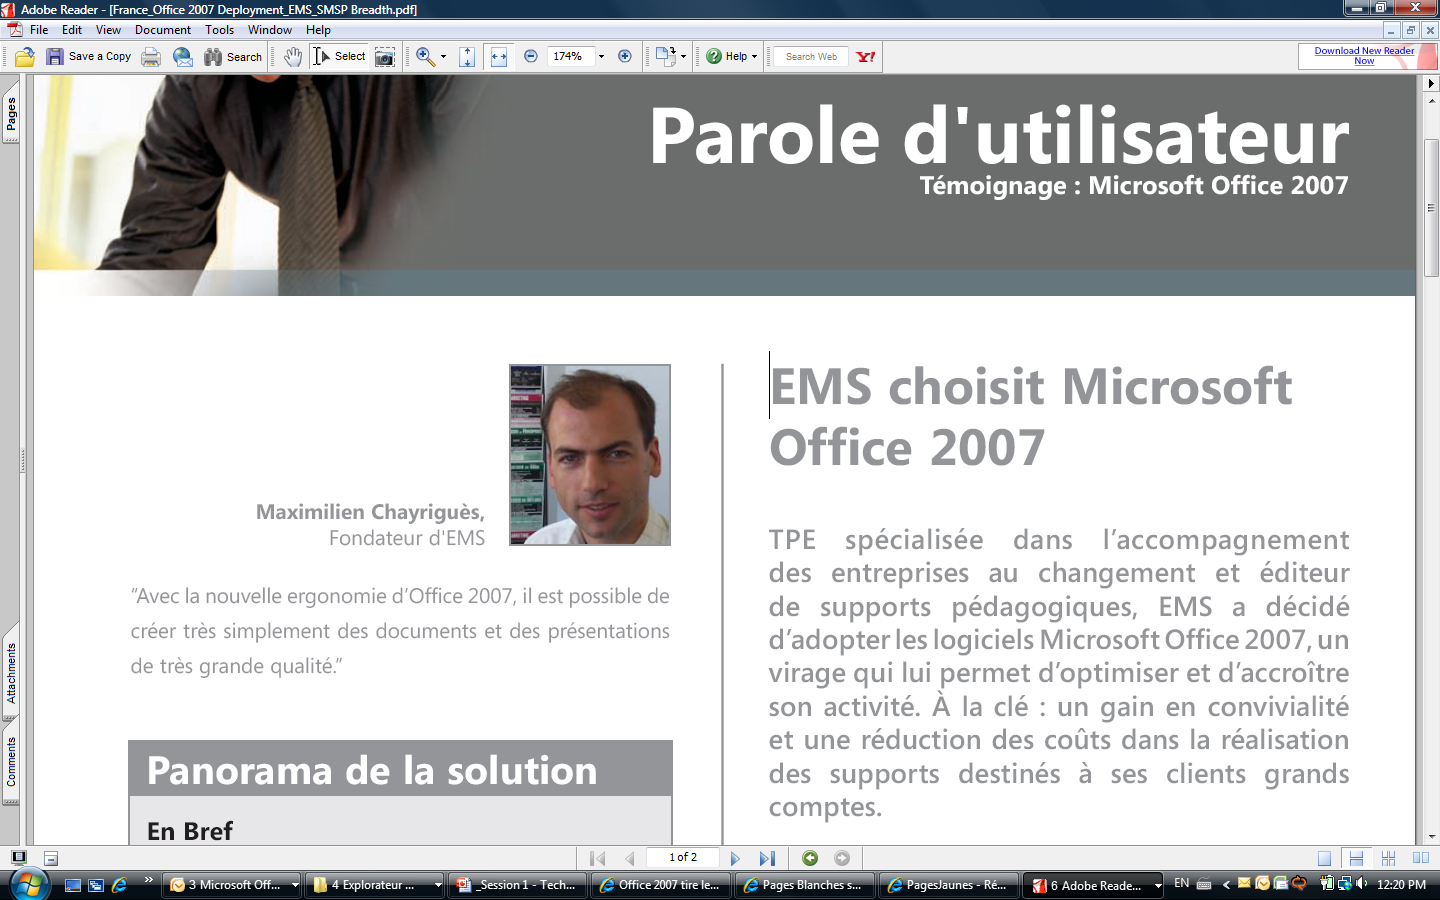 Adobe Reader - [France_Office 2007 Deployment_EMS_SMSP Breadth.pdf]
File Edit View Document Tools Window Help
Save a Copy Search Select 174% Help Search Web Y! Download New Reader Now
Pages
Attachments
Comments
Parole d'utilisateur
Témoignage : Microsoft Office 2007
Maximilien Chayriguès,
Fondateur d'EMS
“Avec la nouvelle ergonomie d’Office 2007, il est possible de
créer très simplement des documents et des présentations
de très grande qualité.”
Panorama de la solution
En Bref
EMS choisit Microsoft
Office 2007
TPE spécialisée dans l’accompagnement
des entreprises au changement et éditeur
de supports pédagogiques, EMS a décidé
d’adopter les logiciels Microsoft Office 2007, un
virage qui lui permet d’optimiser et d’accroître
son activité. À la clé : un gain en convivialité
et une réduction des coûts dans la réalisation
des supports destinés à ses clients grands
comptes.
1 of 2
3 Microsoft Off... 4 Explorateur ... _Session 1 - Tech... Office 2007 tire le... Pages Blanches s... PagesJaunes - Ré... 6 Adobe Reade... EN 12:20 PM